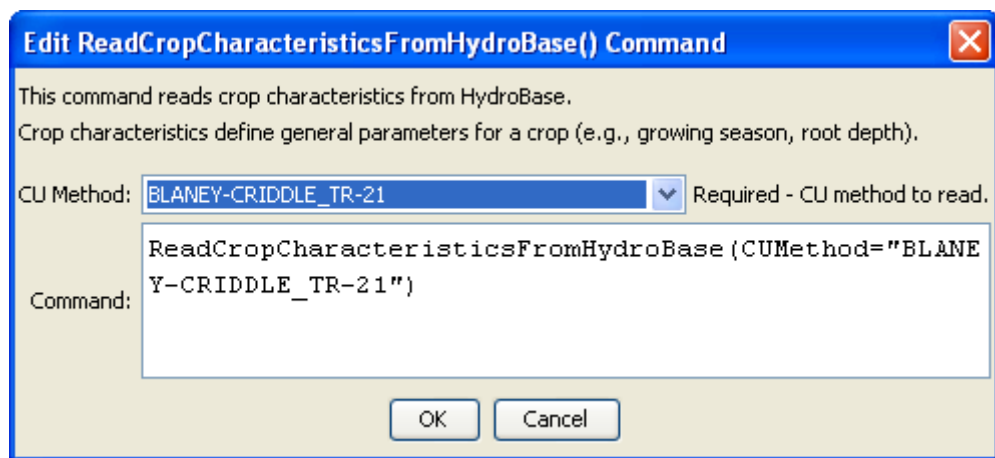 Edit ReadCropCharacteristicsFromHydroBase() Command
This command reads crop characteristics from HydroBase.
Crop characteristics define general parameters for a crop (e.g., growing season, root depth).
CU Method: BLANEY-CRIDDLE_TR-21 Required - CU method to read.
ReadCropCharacteristicsFromHydroBase(CUMethod="BLANE
Y-CRIDDLE_TR-21")
Command:
OK Cancel